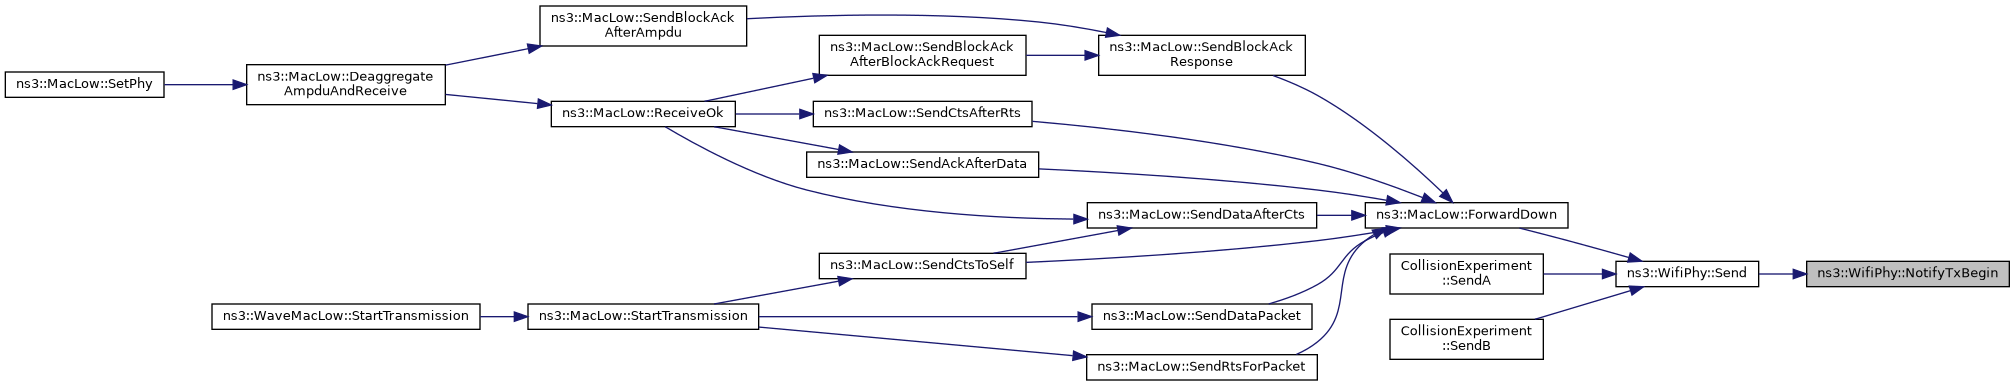 ns3::MacLow::SendBlockAck
AfterAmpdu
ns3::MacLow::SendBlockAck
AfterBlockAckRequest
ns3::MacLow::SendBlockAck
Response
ns3::MacLow::SetPhy
ns3::MacLow::Deaggregate
AmpduAndReceive
ns3::MacLow::ReceiveOk
ns3::MacLow::SendCtsAfterRts
ns3::MacLow::SendAckAfterData
ns3::MacLow::SendDataAfterCts
ns3::MacLow::ForwardDown
ns3::MacLow::SendCtsToSelf
CollisionExperiment
::SendA
ns3::WifiPhy::Send
ns3::WifiPhy::NotifyTxBegin
ns3::WaveMacLow::StartTransmission
ns3::MacLow::StartTransmission
ns3::MacLow::SendDataPacket
CollisionExperiment
::SendB
ns3::MacLow::SendRtsForPacket